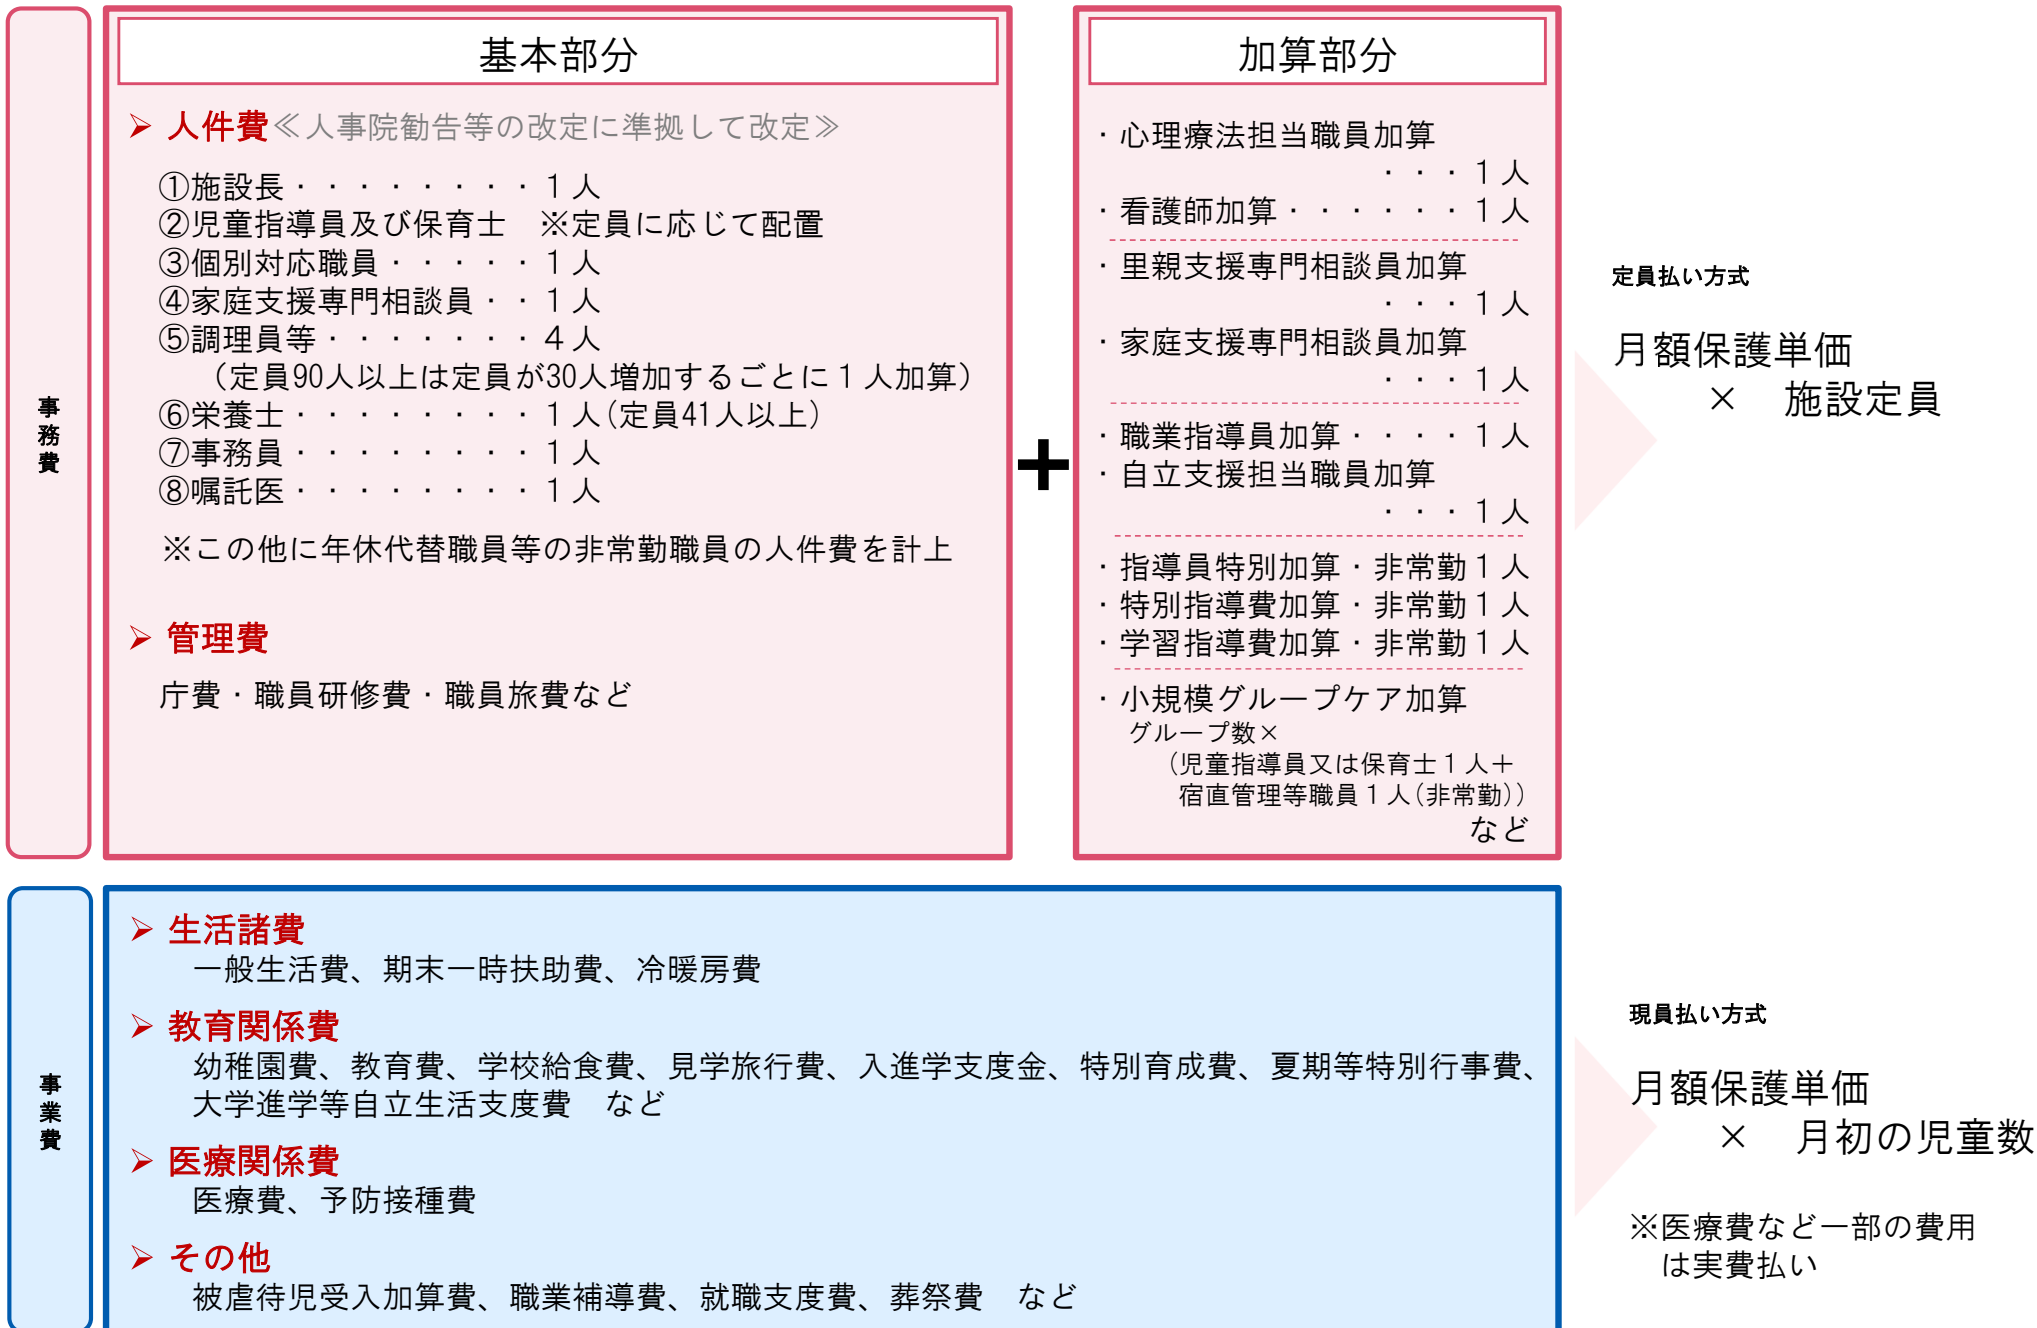 事務費
基本部分
➢ 人件費≪人事院勧告等の改定に準拠して改定≫
①施設長・・・・・・・・１人
②児童指導員及び保育士　※定員に応じて配置
③個別対応職員・・・・・１人
④家庭支援専門相談員・・１人
⑤調理員等・・・・・・・４人
（定員90人以上は定員が30人増加するごとに１人加算）
⑥栄養士・・・・・・・・１人(定員41人以上)
⑦事務員・・・・・・・・１人
⑧嘱託医・・・・・・・・１人
※この他に年休代替職員等の非常勤職員の人件費を計上
➢ 管理費
庁費・職員研修費・職員旅費など
＋
加算部分
・心理療法担当職員加算
・・・１人
・看護師加算・・・・・・１人
・里親支援専門相談員加算
・・・１人
・家庭支援専門相談員加算
・・・１人
・職業指導員加算・・・・１人
・自立支援担当職員加算
・・・１人
・指導員特別加算・非常勤１人
・特別指導費加算・非常勤１人
・学習指導費加算・非常勤１人
・小規模グループケア加算
グループ数×
（児童指導員又は保育士１人＋
宿直管理等職員１人(非常勤)）
など
定員払い方式
月額保護単価
×　施設定員
事業費
➢ 生活諸費
一般生活費、期末一時扶助費、冷暖房費
➢ 教育関係費
幼稚園費、教育費、学校給食費、見学旅行費、入進学支度金、特別育成費、夏期等特別行事費、
大学進学等自立生活支度費　など
➢ 医療関係費
医療費、予防接種費
➢ その他
被虐待児受入加算費、職業補導費、就職支度費、葬祭費　など
現員払い方式
月額保護単価
×　月初の児童数
※医療費など一部の費用
は実費払い